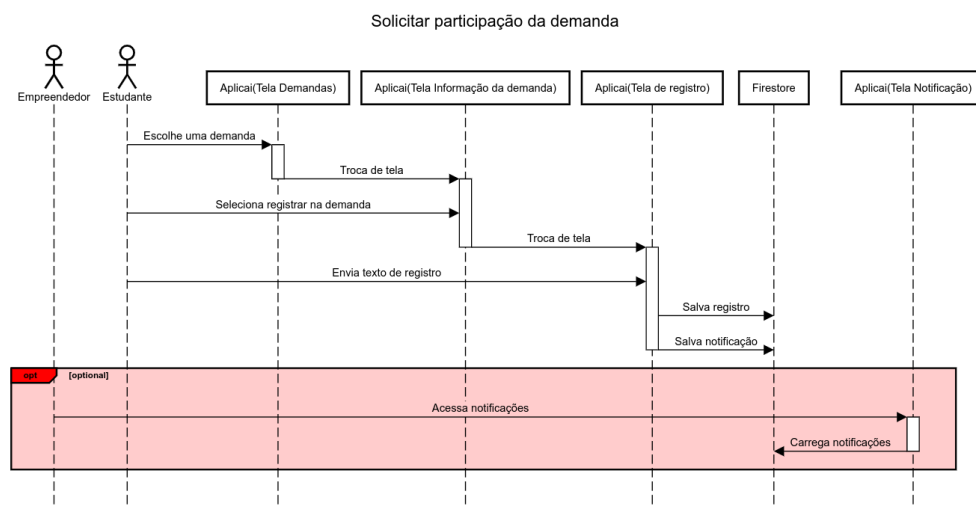 Solicitar participação da demanda
Empreendedor
Estudante
Aplicai(Tela Demandas)
Aplicai(Tela Informação da demanda)
Aplicai(Tela de registro)
Firestore
Aplicai(Tela Notificação)
Escolhe uma demanda
Troca de tela
Seleciona registrar na demanda
Troca de tela
Envia texto de registro
Salva registro
Salva notificação
opt
[optional]
Acessa notificações
Carrega notificações